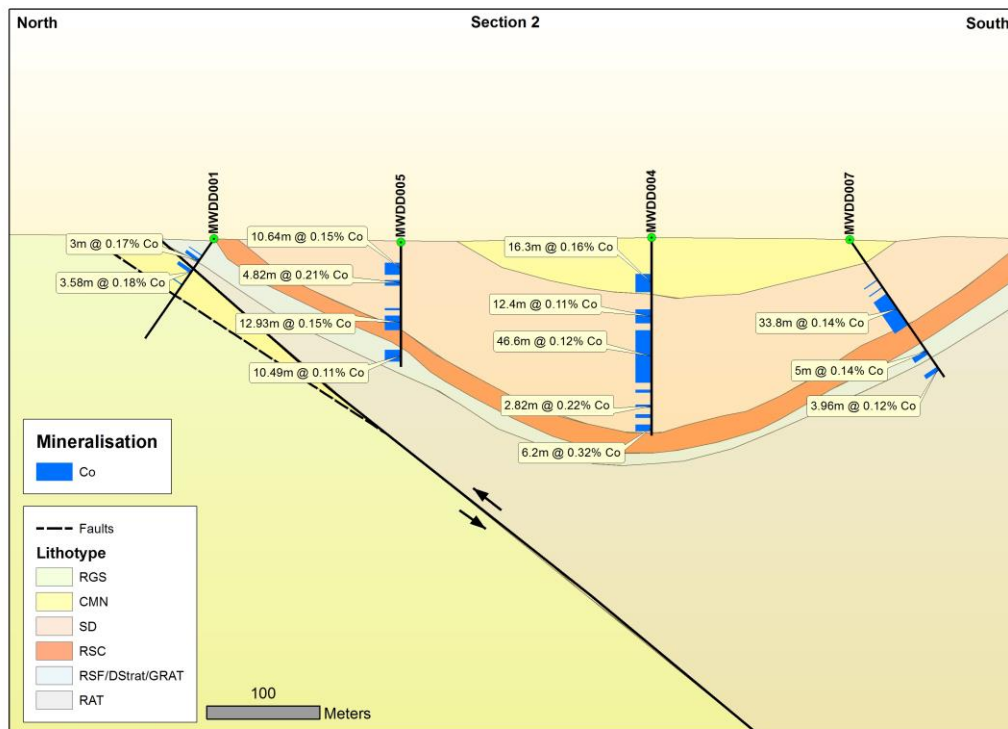 North
Section 2
South
MWDD001
MWDD005
MWDD004
MWDD007
3m @ 0.17% Co
3.58m @ 0.18% Co
10.64m @ 0.15% Co
4.82m @ 0.21% Co
12.93m @ 0.15% Co
10.49m @ 0.11% Co
16.3m @ 0.16% Co
12.4m @ 0.11% Co
46.6m @ 0.12% Co
2.82m @ 0.22% Co
6.2m @ 0.32% Co
33.8m @ 0.14% Co
5m @ 0.14% Co
3.96m @ 0.12% Co
Mineralisation
Co
Faults
Lithotype
RGS
CMN
SD
RSC
RSF/DStrat/GRAT
RAT
100
Meters